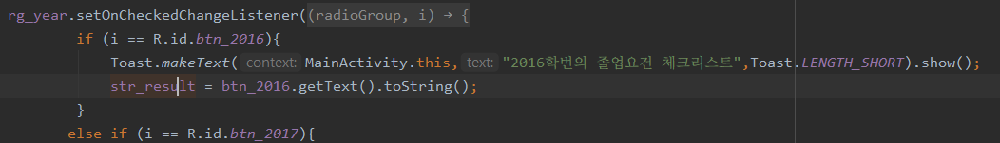 rg_year.setOnCheckedChangeListener((radioGroup, i) → {
if (i == R.id.btn_2016){
Toast.makeText( context: MainActivity.this, text: "2016학번의 졸업요건 체크리스트",Toast.LENGTH_SHORT).show();
str_result = btn_2016.getText().toString();
}
else if (i == R.id.btn_2017){